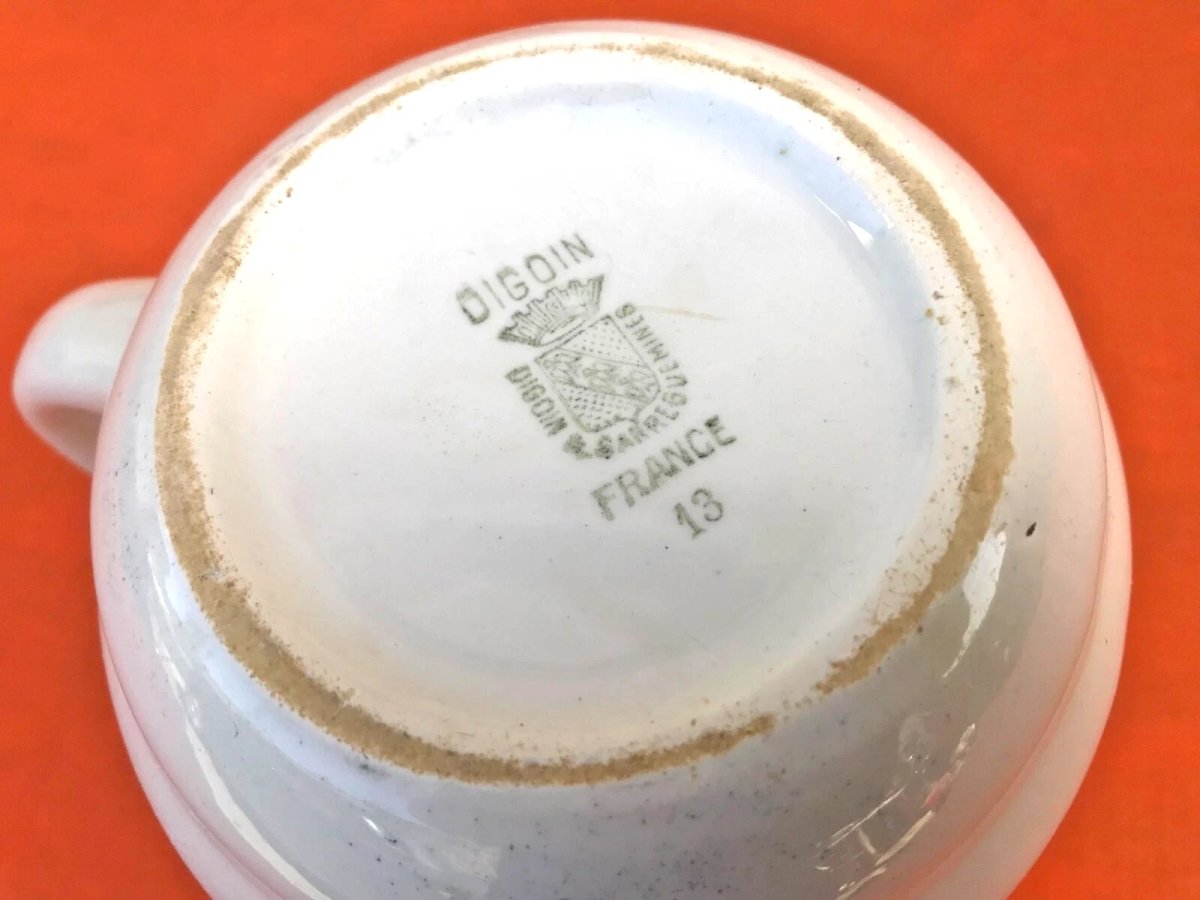 DIGOIN
DIGOIN & SARREGUEMINES
FRANCE
13